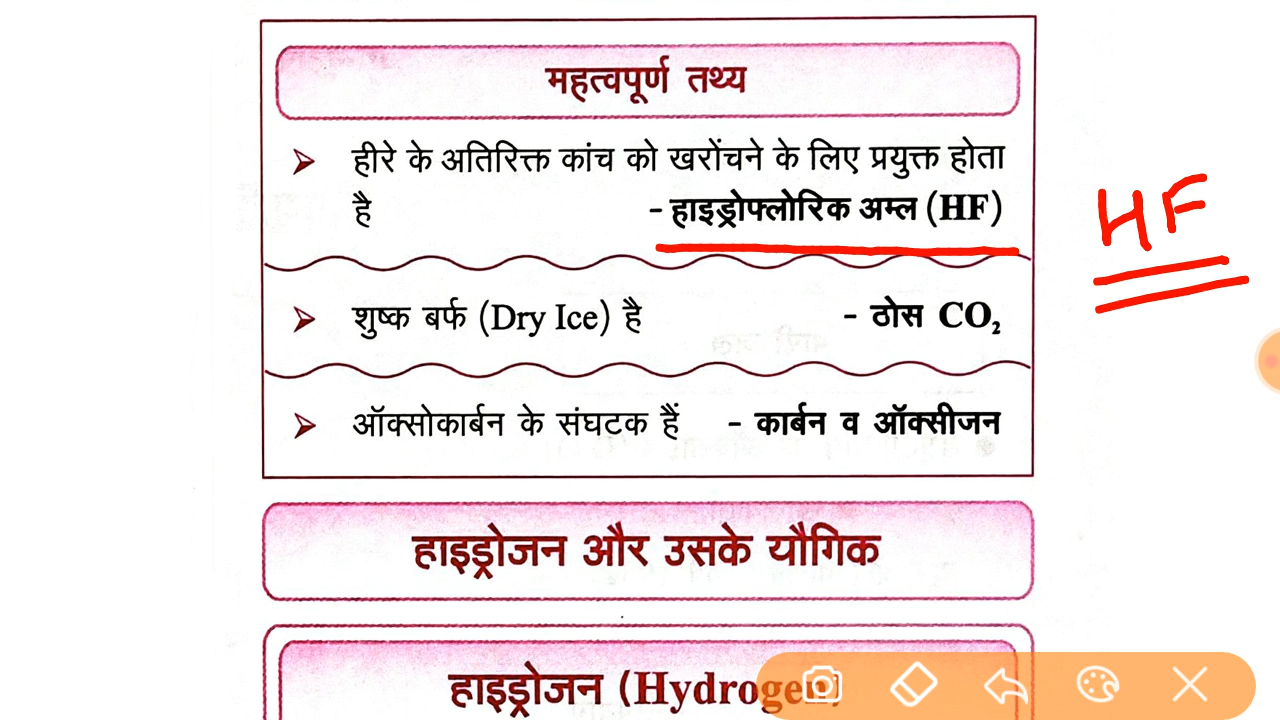 महत्वपूर्ण तथ्य
हीरे के अतिरिक्त कांच को खरोंचने के लिए प्रयुक्त होता
है - हाइड्रोफ्लोरिक अम्ल (HF)
HF
शुष्क बर्फ (Dry Ice) है - ठोस CO₂
ऑक्सोकार्बन के संघटक हैं - कार्बन व ऑक्सीजन
हाइड्रोजन और उसके यौगिक
हाइड्रोजन (Hydrogen)